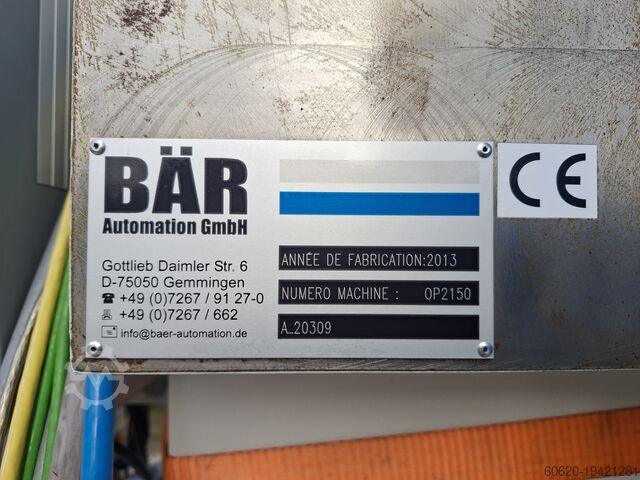 BÄR
Automation GmbH
Gottlieb Daimler Str. 6
D-75050 Gemmingen
☎ +49 (0)7267 / 91 27-0
+49 (0)7267 / 662
info@baer-automation.de
ANNÉE DE FABRICATION:2013
NUMERO MACHINE : OP2150
A_20309
CE
60620-19421281